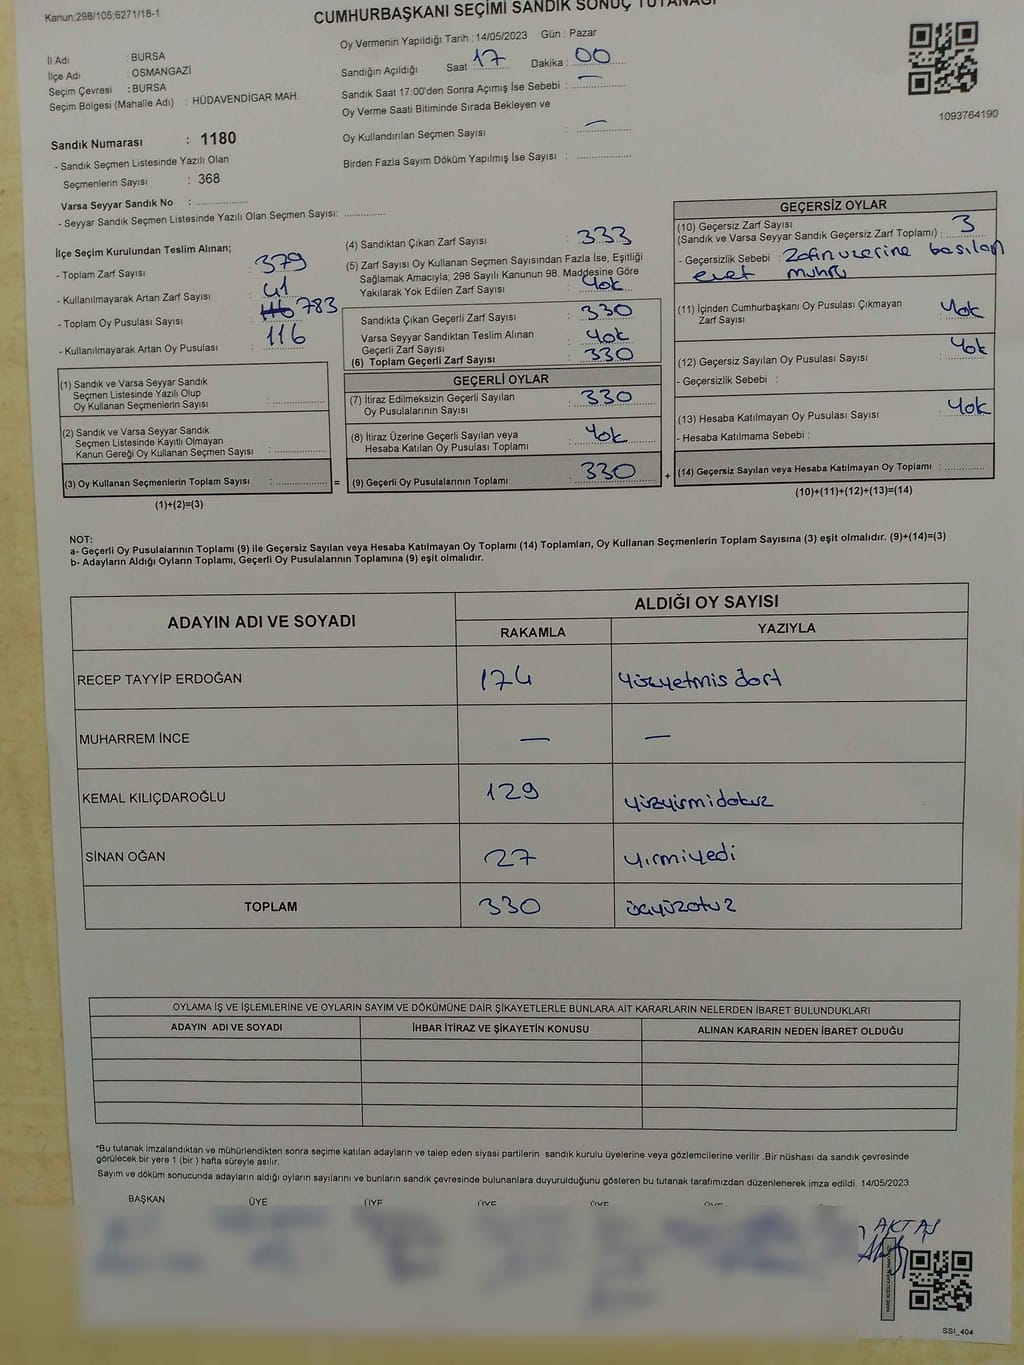 Kanun:298/105;6271/18-1
CUMHURBAŞKANI SEÇİMİ SANDIK SONUÇ TUTANAĞI
Oy Vermenin Yapıldığı Tarih : 14/05/2023 Gün : Pazar
İl Adı : BURSA
İlçe Adı : OSMANGAZİ
Seçim Çevresi : BURSA
Seçim Bölgesi (Mahalle Adı) : HÜDAVENDİGAR MAH.
Sandığın Açıldığı Saat 17 Dakika : 00
Sandık Saat 17:00'den Sonra Açımış İse Sebebi : —
Oy Verme Saati Bitiminde Sırada Bekleyen ve
Oy Kullandırılan Seçmen Sayısı : —
Birden Fazla Sayım Döküm Yapılmış İse Sayısı : ..............
1093764190
Sandık Numarası : 1180
- Sandık Seçmen Listesinde Yazılı Olan
Seçmenlerin Sayısı : 368
Varsa Seyyar Sandık No : ..............
- Seyyar Sandık Seçmen Listesinde Yazılı Olan Seçmen Sayısı: ..............
İlçe Seçim Kurulundan Teslim Alınan;
- Toplam Zarf Sayısı : 379
- Kullanılmayarak Artan Zarf Sayısı : 41
- Toplam Oy Pusulası Sayısı : 783
- Kullanılmayarak Artan Oy Pusulası : 116
(1) Sandık ve Varsa Seyyar Sandık
Seçmen Listesinde Yazılı Olup
Oy Kullanan Seçmenlerin Sayısı : ..............
(2) Sandık ve Varsa Seyyar Sandık
Seçmen Listesinde Kayıtlı Olmayan
Kanun Gereği Oy Kullanan Seçmen Sayısı : ..............
(3) Oy Kullanan Seçmenlerin Toplam Sayısı : .............. =
(1)+(2)=(3)
(4) Sandıktan Çıkan Zarf Sayısı : 333
(5) Zarf Sayısı Oy Kullanan Seçmen Sayısından Fazla İse, Eşitliği
Sağlamak Amacıyla; 298 Sayılı Kanunun 98. Maddesine Göre
Yakılarak Yok Edilen Zarf Sayısı : Yok
Sandıkta Çıkan Geçerli Zarf Sayısı : 330
Varsa Seyyar Sandıktan Teslim Alınan
Geçerli Zarf Sayısı : Yok
(6) Toplam Geçerli Zarf Sayısı : 330
GEÇERLİ OYLAR
(7) İtiraz Edilmeksizin Geçerli Sayılan
Oy Pusulalarının Sayısı : 330
(8) İtiraz Üzerine Geçerli Sayılan veya
Hesaba Katılan Oy Pusulası Toplamı : Yok
(9) Geçerli Oy Pusulalarının Toplamı : 330 +
GEÇERSİZ OYLAR
(10) Geçersiz Zarf Sayısı
(Sandık ve Varsa Seyyar Sandık Geçersiz Zarf Toplamı) : 3
- Geçersizlik Sebebi : Zarfın üzerine basılan
evet mührü
(11) İçinden Cumhurbaşkanı Oy Pusulası Çıkmayan
Zarf Sayısı : Yok
(12) Geçersiz Sayılan Oy Pusulası Sayısı : Yok
- Geçersizlik Sebebi :
(13) Hesaba Katılmayan Oy Pusulası Sayısı : Yok
- Hesaba Katılmama Sebebi :
(14) Geçersiz Sayılan veya Hesaba Katılmayan Oy Toplamı : ..............
(10)+(11)+(12)+(13)=(14)
NOT:
a- Geçerli Oy Pusulalarının Toplamı (9) ile Geçersiz Sayılan veya Hesaba Katılmayan Oy Toplamı (14) Toplamları, Oy Kullanan Seçmenlerin Toplam Sayısına (3) eşit olmalıdır. (9)+(14)=(3)
b- Adayların Aldığı Oyların Toplamı, Geçerli Oy Pusulalarının Toplamına (9) eşit olmalıdır.
ADAYIN ADI VE SOYADI ALDIĞI OY SAYISI
RAKAMLA YAZIYLA
RECEP TAYYİP ERDOĞAN 174 yüzyetmis dört
MUHARREM İNCE — —
KEMAL KILIÇDAROĞLU 129 yüzyirmidokuz
SİNAN OĞAN 27 yirmiyedi
TOPLAM 330 üçyüzotuz
OYLAMA İŞ VE İŞLEMLERİNE VE OYLARIN SAYIM VE DÖKÜMÜNE DAİR ŞİKAYETLERLE BUNLARA AİT KARARLARIN NELERDEN İBARET BULUNDUKLARI
ADAYIN ADI VE SOYADI İHBAR İTİRAZ VE ŞİKAYETİN KONUSU ALINAN KARARIN NEDEN İBARET OLDUĞU
*Bu tutanak imzalandıktan ve mühürlendikten sonra seçime katılan adayların ve talep eden siyasi partilerin sandık kurulu üyelerine veya gözlemcilerine verilir .Bir nüshası da sandık çevresinde
görülecek bir yere 1 (bir ) hafta süreyle asılır.
Sayım ve döküm sonucunda adayların aldığı oyların sayılarını ve bunların sandık çevresinde bulunanlara duyurulduğunu gösteren bu tutanak tarafımızdan düzenlenerek imza edildi. 14/05/2023
BAŞKAN ÜYE ÜYE ÜYE ÜYE ÜYE
AKTAŞ
SSI_404